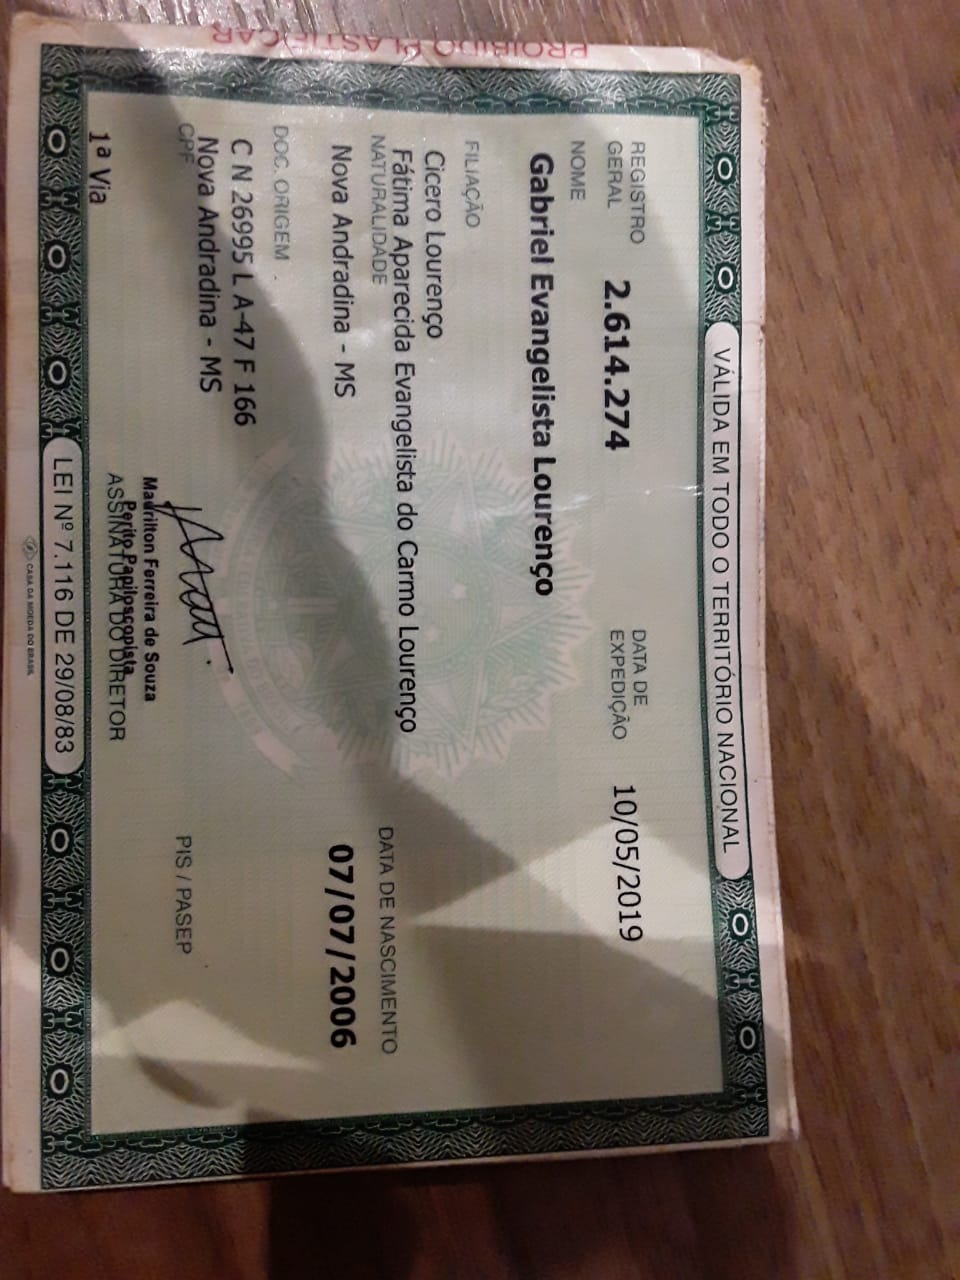 PROIBIDO PLASTIFICAR
VÁLIDA EM TODO O TERRITÓRIO NACIONAL
REGISTRO GERAL 2.614.274 DATA DE EXPEDIÇÃO 10/05/2019
NOME
Gabriel Evangelista Lourenço
FILIAÇÃO
Cicero Lourenço
Fátima Aparecida Evangelista do Carmo Lourenço
NATURALIDADE DATA DE NASCIMENTO
Nova Andradina - MS 07/07/2006
DOC. ORIGEM
C N 26995 L A-47 F 166
Nova Andradina - MS
CPF PIS / PASEP
Maurilton Ferreira de Souza
Perito Papiloscopista
1ª Via ASSINATURA DO DIRETOR
LEI Nº 7.116 DE 29/08/83
CASA DA MOEDA DO BRASIL